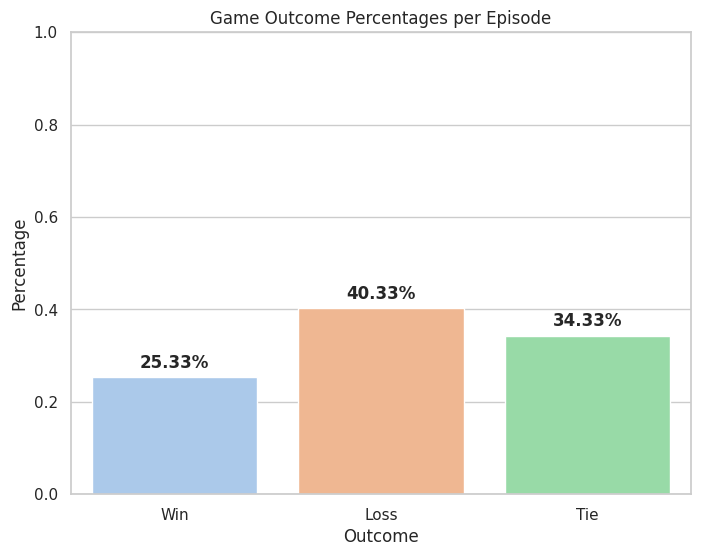 Game Outcome Percentages per Episode
1.0
0.8
0.6
0.4
0.2
0.0
Percentage
25.33%
40.33%
34.33%
Win
Loss
Tie
Outcome